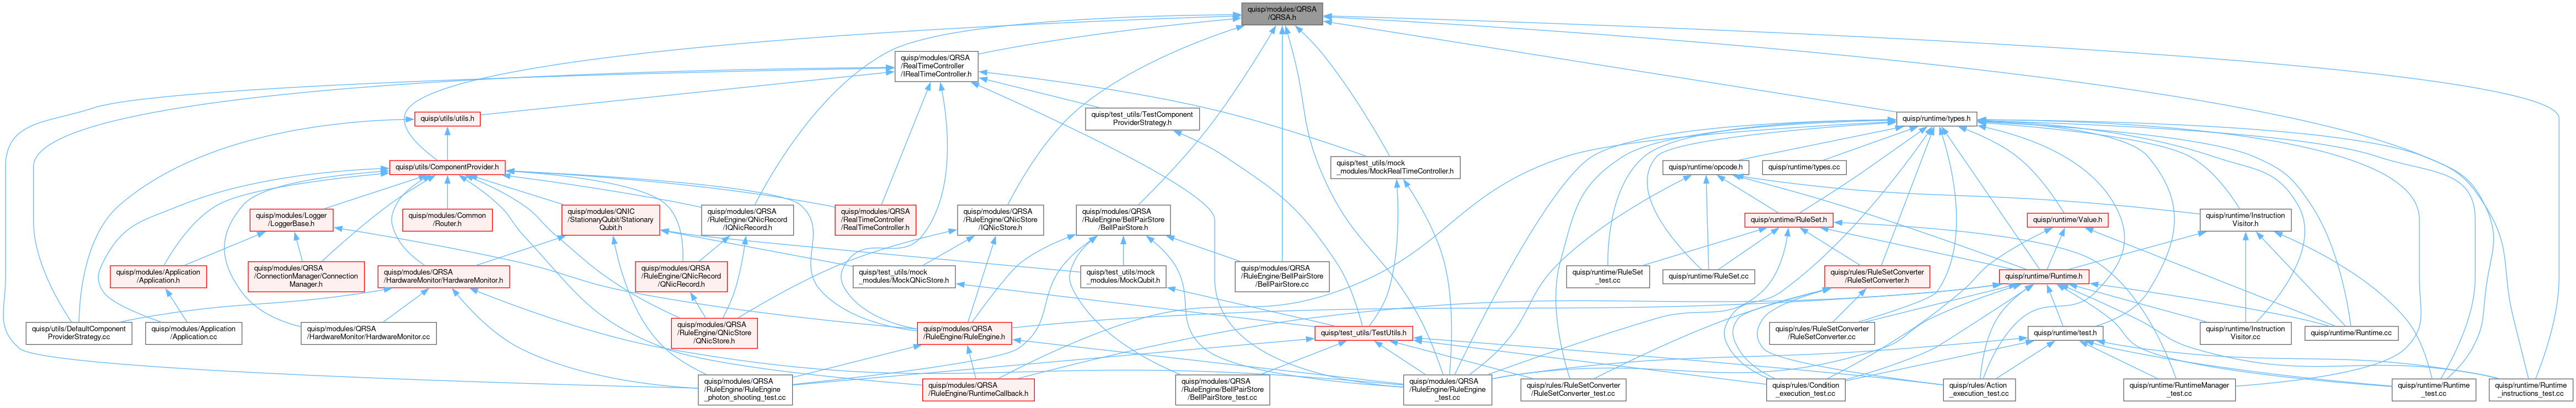 quisp/modules/QRSA
/QRSA.h
quisp/modules/QRSA
/RealTimeController
/IRealTimeController.h
quisp/utils/utils.h
quisp/test_utils/TestComponent
ProviderStrategy.h
quisp/runtime/types.h
quisp/utils/ComponentProvider.h
quisp/test_utils/mock
_modules/MockRealTimeController.h
quisp/runtime/opcode.h
quisp/runtime/types.cc
quisp/modules/Logger
/LoggerBase.h
quisp/modules/Common
/Router.h
quisp/modules/QNIC
/StationaryQubit/Stationary
Qubit.h
quisp/modules/QRSA
/RuleEngine/QNicRecord
/IQNicRecord.h
quisp/modules/QRSA
/RealTimeController
/RealTimeController.h
quisp/modules/QRSA
/RuleEngine/QNicStore
/IQNicStore.h
quisp/modules/QRSA
/RuleEngine/BellPairStore
/BellPairStore.h
quisp/runtime/RuleSet.h
quisp/runtime/Value.h
quisp/runtime/Instruction
Visitor.h
quisp/modules/Application
/Application.h
quisp/modules/QRSA
/ConnectionManager/Connection
Manager.h
quisp/modules/QRSA
/HardwareMonitor/HardwareMonitor.h
quisp/modules/QRSA
/RuleEngine/QNicRecord
/QNicRecord.h
quisp/test_utils/mock
_modules/MockQNicStore.h
quisp/test_utils/mock
_modules/MockQubit.h
quisp/modules/QRSA
/RuleEngine/BellPairStore
/BellPairStore.cc
quisp/runtime/RuleSet
_test.cc
quisp/runtime/RuleSet.cc
quisp/rules/RuleSetConverter
/RuleSetConverter.h
quisp/runtime/Runtime.h
quisp/utils/DefaultComponent
ProviderStrategy.cc
quisp/modules/Application
/Application.cc
quisp/modules/QRSA
/HardwareMonitor/HardwareMonitor.cc
quisp/modules/QRSA
/RuleEngine/QNicStore
/QNicStore.h
quisp/modules/QRSA
/RuleEngine/RuleEngine.h
quisp/test_utils/TestUtils.h
quisp/rules/RuleSetConverter
/RuleSetConverter.cc
quisp/runtime/test.h
quisp/runtime/Instruction
Visitor.cc
quisp/runtime/Runtime.cc
quisp/modules/QRSA
/RuleEngine/RuleEngine
_photon_shooting_test.cc
quisp/modules/QRSA
/RuleEngine/RuntimeCallback.h
quisp/modules/QRSA
/RuleEngine/BellPairStore
/BellPairStore_test.cc
quisp/modules/QRSA
/RuleEngine/RuleEngine
_test.cc
quisp/rules/RuleSetConverter
/RuleSetConverter_test.cc
quisp/rules/Condition
_execution_test.cc
quisp/rules/Action
_execution_test.cc
quisp/runtime/RuntimeManager
_test.cc
quisp/runtime/Runtime
_test.cc
quisp/runtime/Runtime
_instructions_test.cc